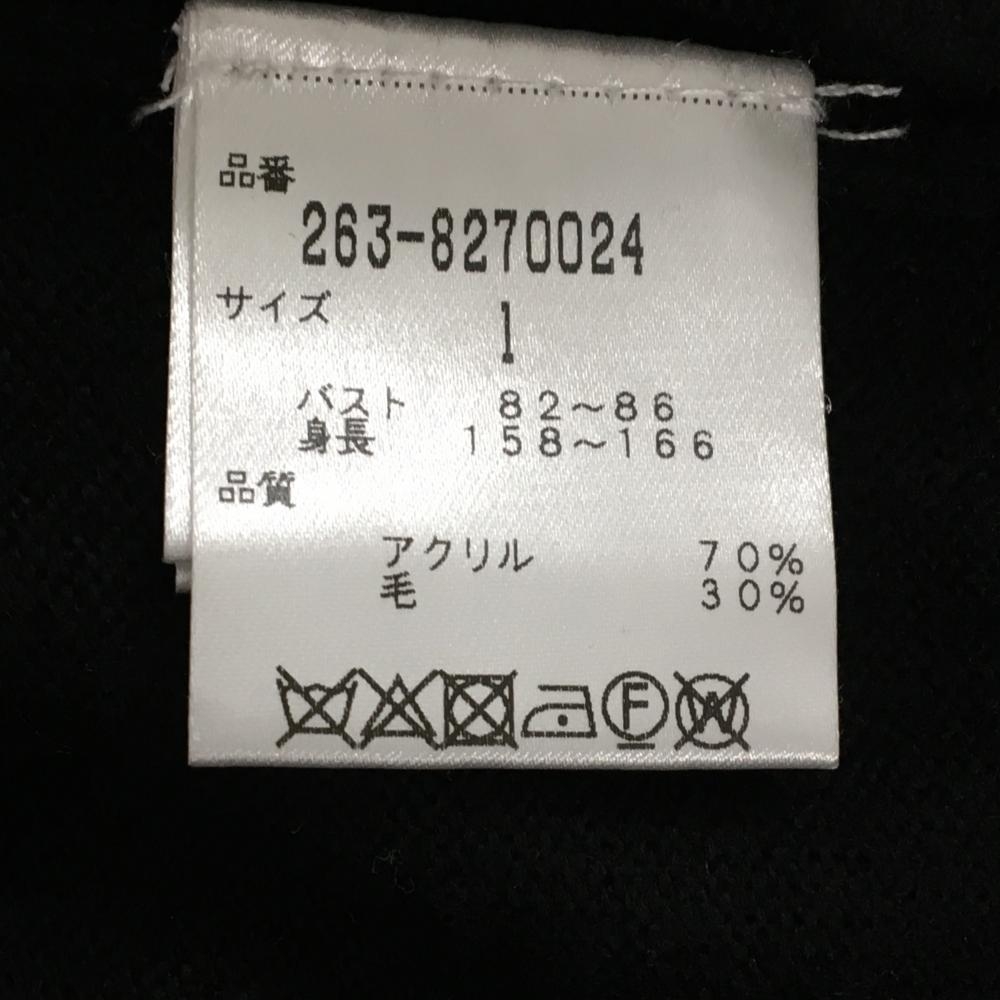 品番
263-8270024
サイズ
1
バスト 82〜86
身長 158〜166
品質
アクリル 70%
毛 30%
F W